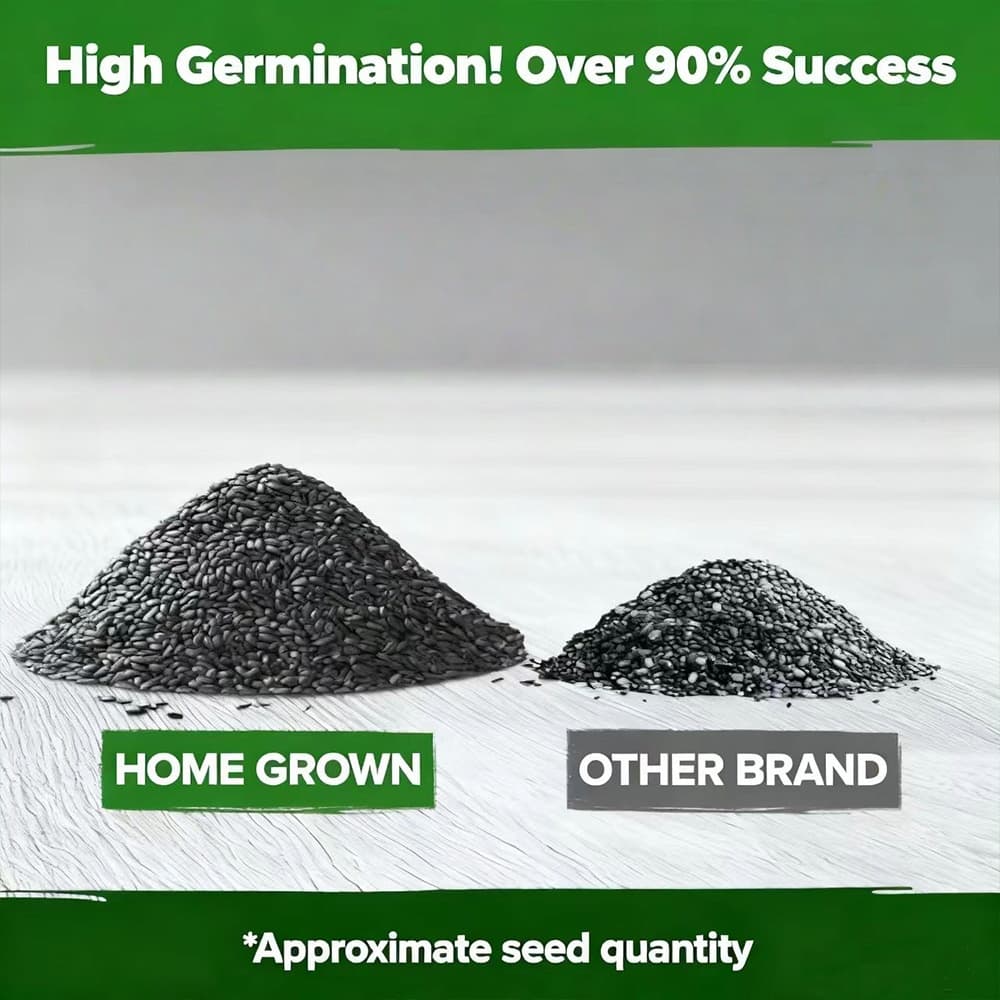 High Germination! Over 90% Success
HOME GROWN
OTHER BRAND
*Approximate seed quantity